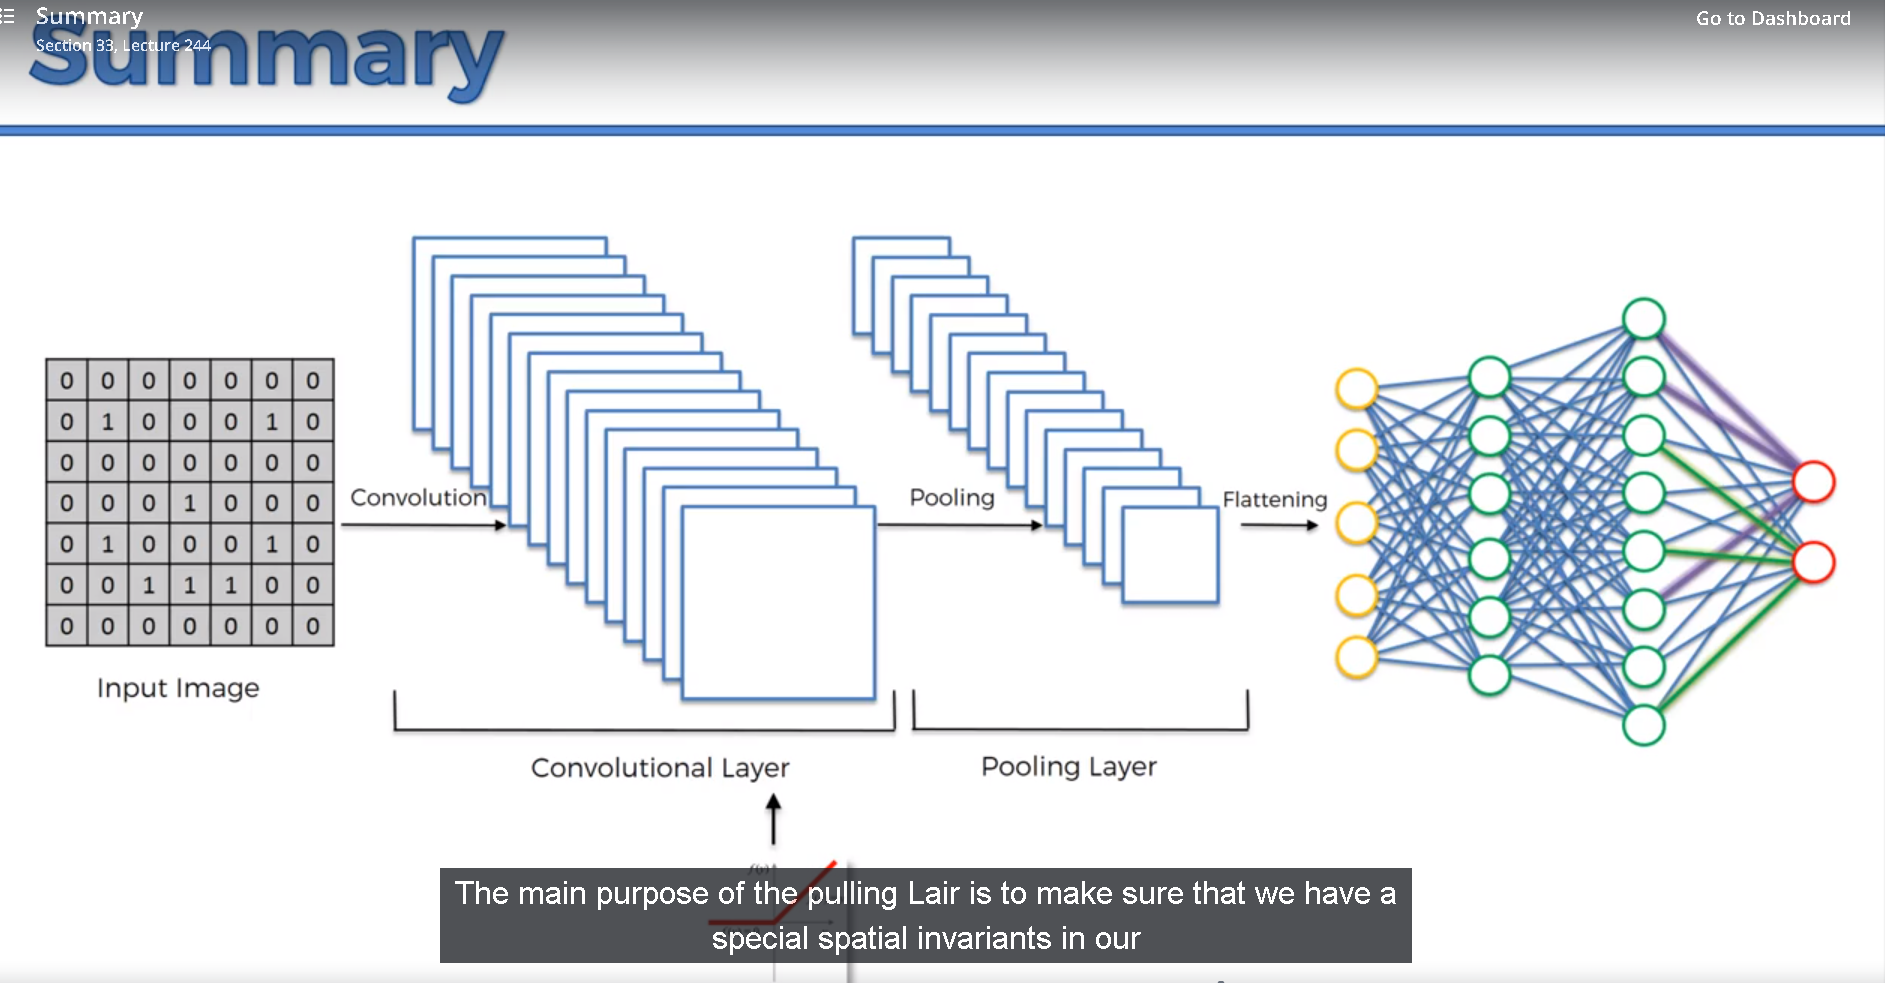 Summary
Go to Dashboard
Section 33, Lecture 244
Summary
0 0 0 0 0 0 0
0 1 0 0 0 1 0
0 0 0 0 0 0 0
0 0 0 1 0 0 0
0 1 0 0 0 1 0
0 0 1 1 1 0 0
0 0 0 0 0 0 0
Input Image
Convolution
Pooling
Flattening
Convolutional Layer
Pooling Layer
The main purpose of the pulling Lair is to make sure that we have a
special spatial invariants in our